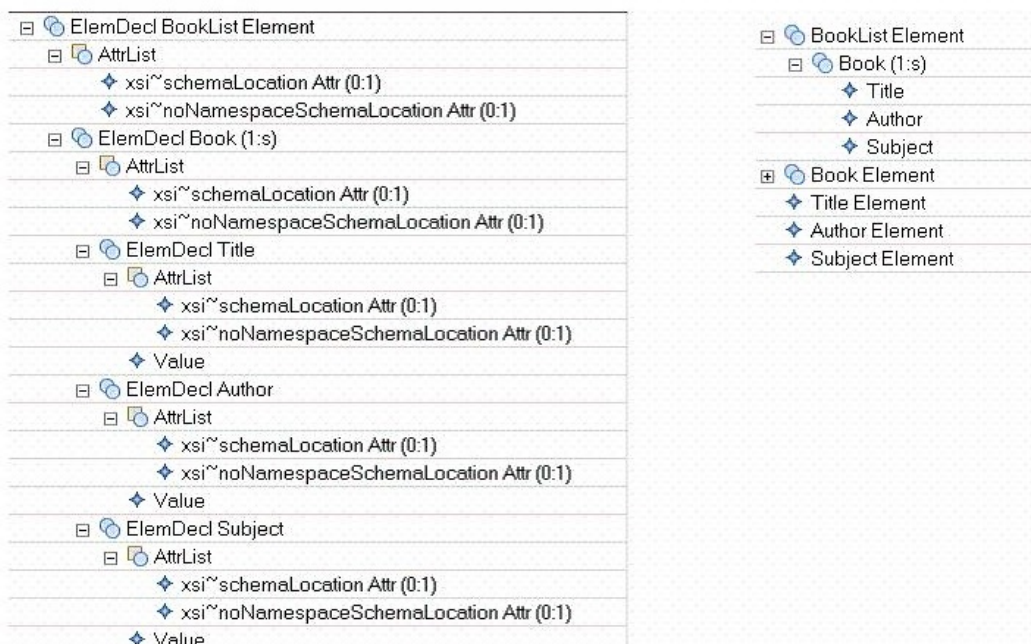 ElemDecl BookList Element
AttrList
xsi~schemaLocation Attr (0:1)
xsi~noNamespaceSchemaLocation Attr (0:1)
ElemDecl Book (1:s)
AttrList
xsi~schemaLocation Attr (0:1)
xsi~noNamespaceSchemaLocation Attr (0:1)
ElemDecl Title
AttrList
xsi~schemaLocation Attr (0:1)
xsi~noNamespaceSchemaLocation Attr (0:1)
Value
ElemDecl Author
AttrList
xsi~schemaLocation Attr (0:1)
xsi~noNamespaceSchemaLocation Attr (0:1)
Value
ElemDecl Subject
AttrList
xsi~schemaLocation Attr (0:1)
xsi~noNamespaceSchemaLocation Attr (0:1)
Value
BookList Element
Book (1:s)
Title
Author
Subject
Book Element
Title Element
Author Element
Subject Element